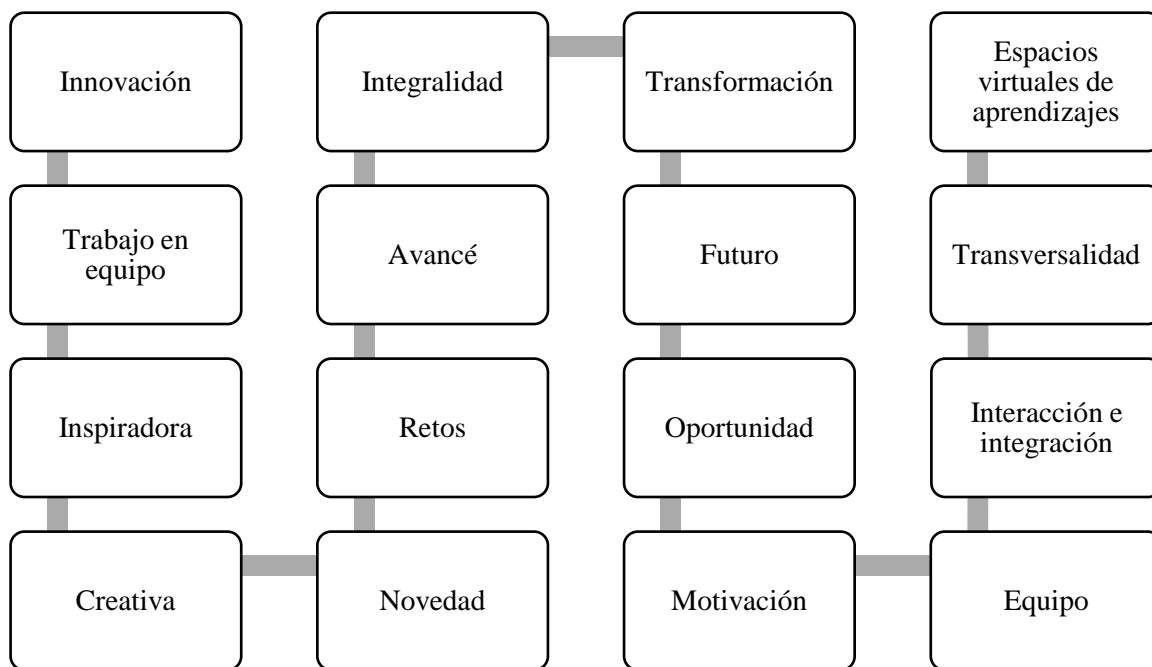 Innovación
Trabajo en
equipo
Inspiradora
Creativa
Novedad
Retos
Avancé
Integralidad
Transformación
Futuro
Oportunidad
Motivación
Equipo
Interacción e
integración
Transversalidad
Espacios
virtuales de
aprendizajes